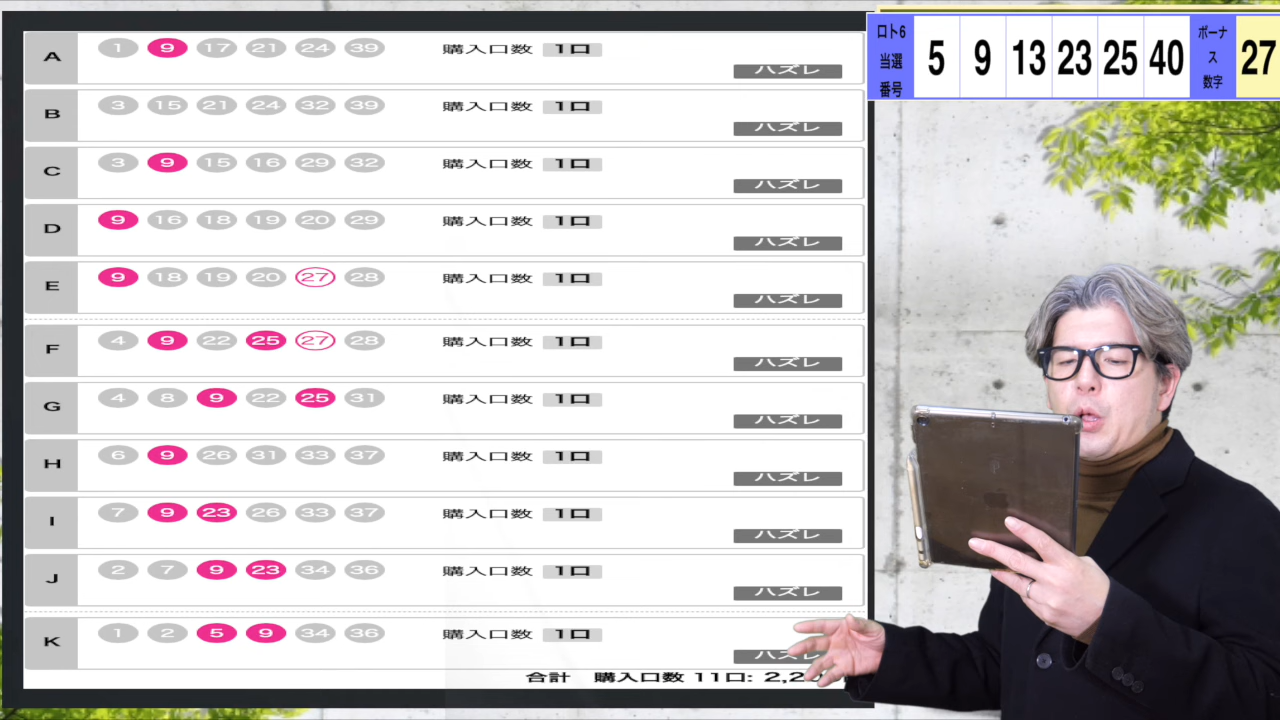 A 1 9 17 21 24 39 購入口数 1口
ハズレ
B 3 15 21 24 32 39 購入口数 1口
ハズレ
C 3 9 15 16 29 32 購入口数 1口
ハズレ
D 9 16 18 19 20 29 購入口数 1口
ハズレ
E 9 18 19 20 27 28 購入口数 1口
ハズレ
F 4 9 22 25 27 28 購入口数 1口
ハズレ
G 4 8 9 22 25 31 購入口数 1口
ハズレ
H 6 9 26 31 33 37 購入口数 1口
ハズレ
I 7 9 23 26 33 37 購入口数 1口
ハズレ
J 2 7 9 23 34 36 購入口数 1口
ハズレ
K 1 2 5 9 34 36 購入口数 1口
ハズレ
合計 購入口数 11口: 2,2
ロト6
当選
番号
5 9 13 23 25 40
ボーナ
ス
数字
27